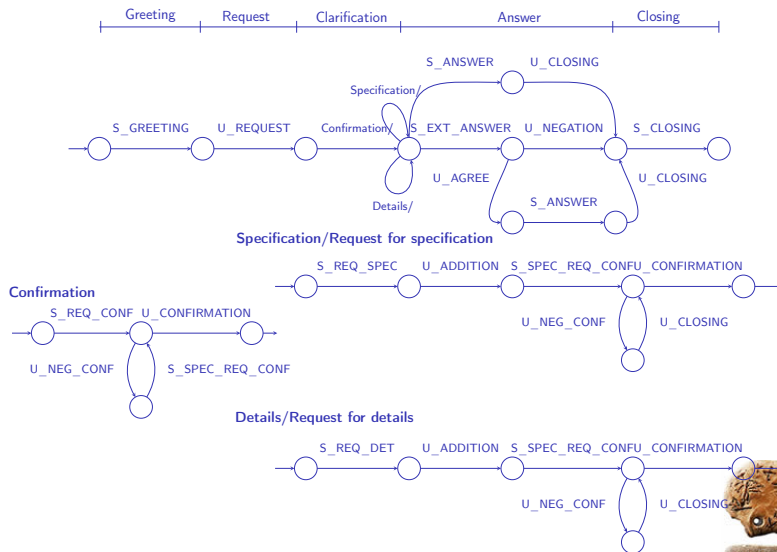 Greeting Request Clarification Answer Closing
S_ANSWER U_CLOSING
Specification/
S_GREETING U_REQUEST Confirmation/ S_EXT_ANSWER U_NEGATION S_CLOSING
U_AGREE U_CLOSING
Details/ S_ANSWER
Specification/Request for specification
S_REQ_SPEC U_ADDITION S_SPEC_REQ_CONF U_CONFIRMATION
Confirmation
S_REQ_CONF U_CONFIRMATION
U_NEG_CONF U_CLOSING
U_NEG_CONF S_SPEC_REQ_CONF
Details/Request for details
S_REQ_DET U_ADDITION S_SPEC_REQ_CONF U_CONFIRMATION
U_NEG_CONF U_CLOSING